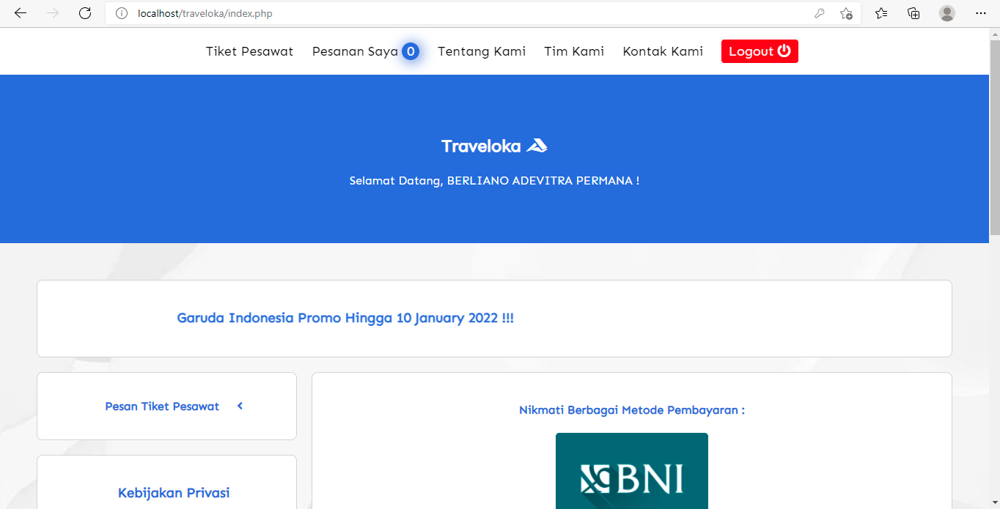 localhost/traveloka/index.php
Tiket Pesawat Pesanan Saya 0 Tentang Kami Tim Kami Kontak Kami Logout
Traveloka
Selamat Datang, BERLIANO ADEVITRA PERMANA !
Garuda Indonesia Promo Hingga 10 January 2022 !!!
Pesan Tiket Pesawat
Nikmati Berbagai Metode Pembayaran :
BNI
Kebijakan Privasi